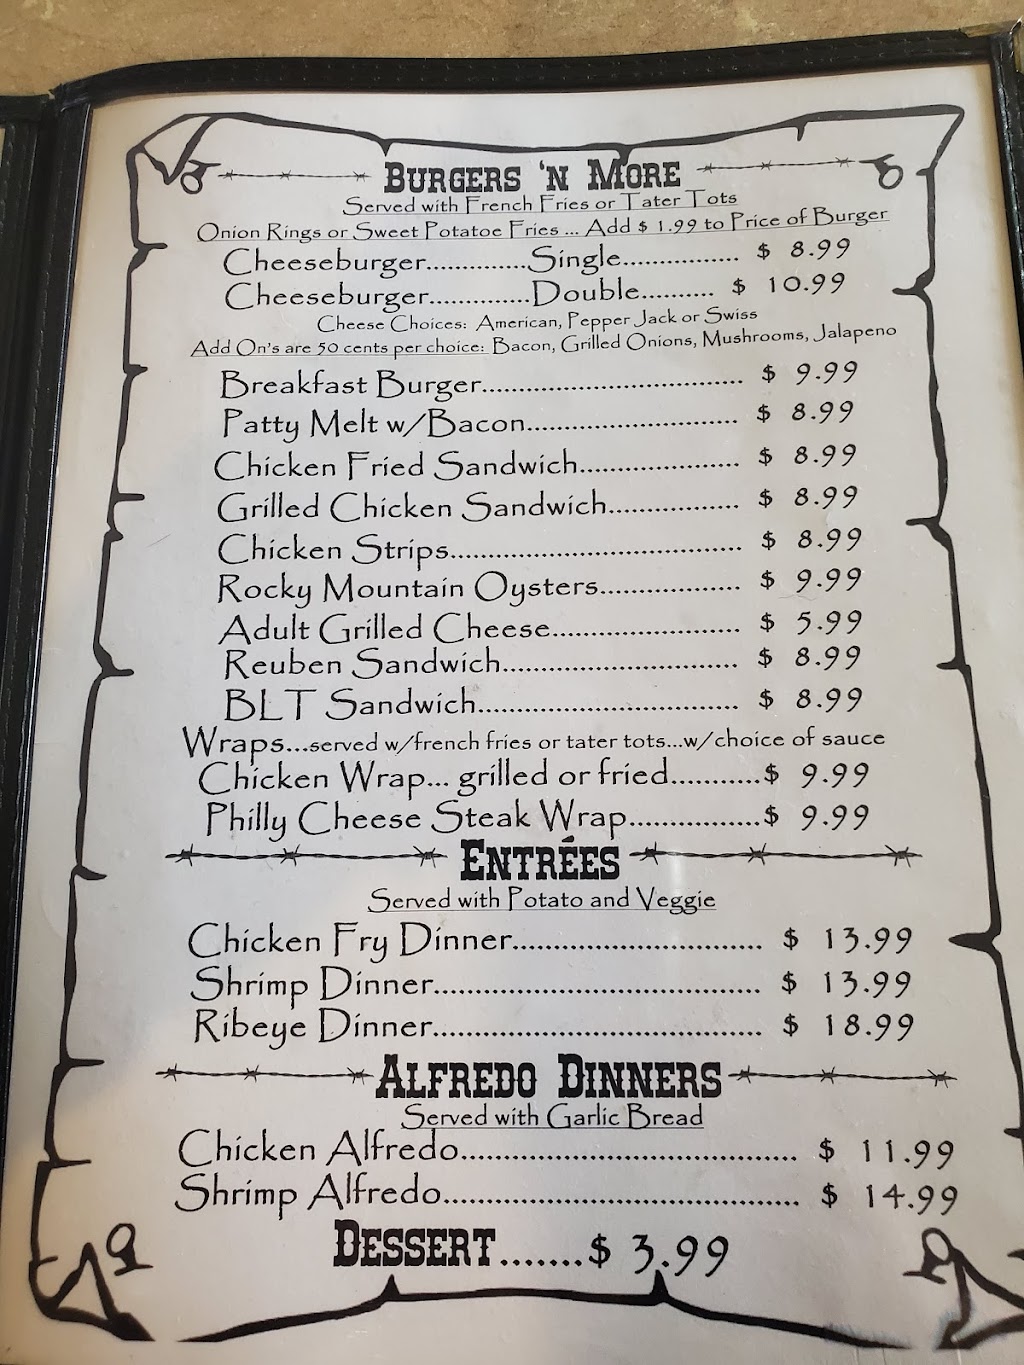 BURGERS 'N MORE
Served with French Fries or Tater Tots
Onion Rings or Sweet Potatoe Fries ... Add $ 1.99 to Price of Burger
Cheeseburger..............Single................. $ 8.99
Cheeseburger..............Double.......... $ 10.99
Cheese Choices: American, Pepper Jack or Swiss
Add On's are 50 cents per choice: Bacon, Grilled Onions, Mushrooms, Jalapeno
Breakfast Burger..................................... $ 9.99
Patty Melt w/Bacon.............................. $ 8.99
Chicken Fried Sandwich....................... $ 8.99
Grilled Chicken Sandwich................... $ 8.99
Chicken Strips......................................... $ 8.99
Rocky Mountain Oysters.................... $ 9.99
Adult Grilled Cheese........................... $ 5.99
Reuben Sandwich.................................. $ 8.99
BLT Sandwich..................................... $ 8.99
Wraps...served w/french fries or tater tots...w/choice of sauce
Chicken Wrap... grilled or fried.............$ 9.99
Philly Cheese Steak Wrap...................$ 9.99
ENTRÉES
Served with Potato and Veggie
Chicken Fry Dinner.................................... $ 13.99
Shrimp Dinner............................................... $ 13.99
Ribeye Dinner............................................... $ 18.99
ALFREDO DINNERS
Served with Garlic Bread
Chicken Alfredo................................................ $ 11.99
Shrimp Alfredo................................................... $ 14.99
DESSERT.......$ 3.99